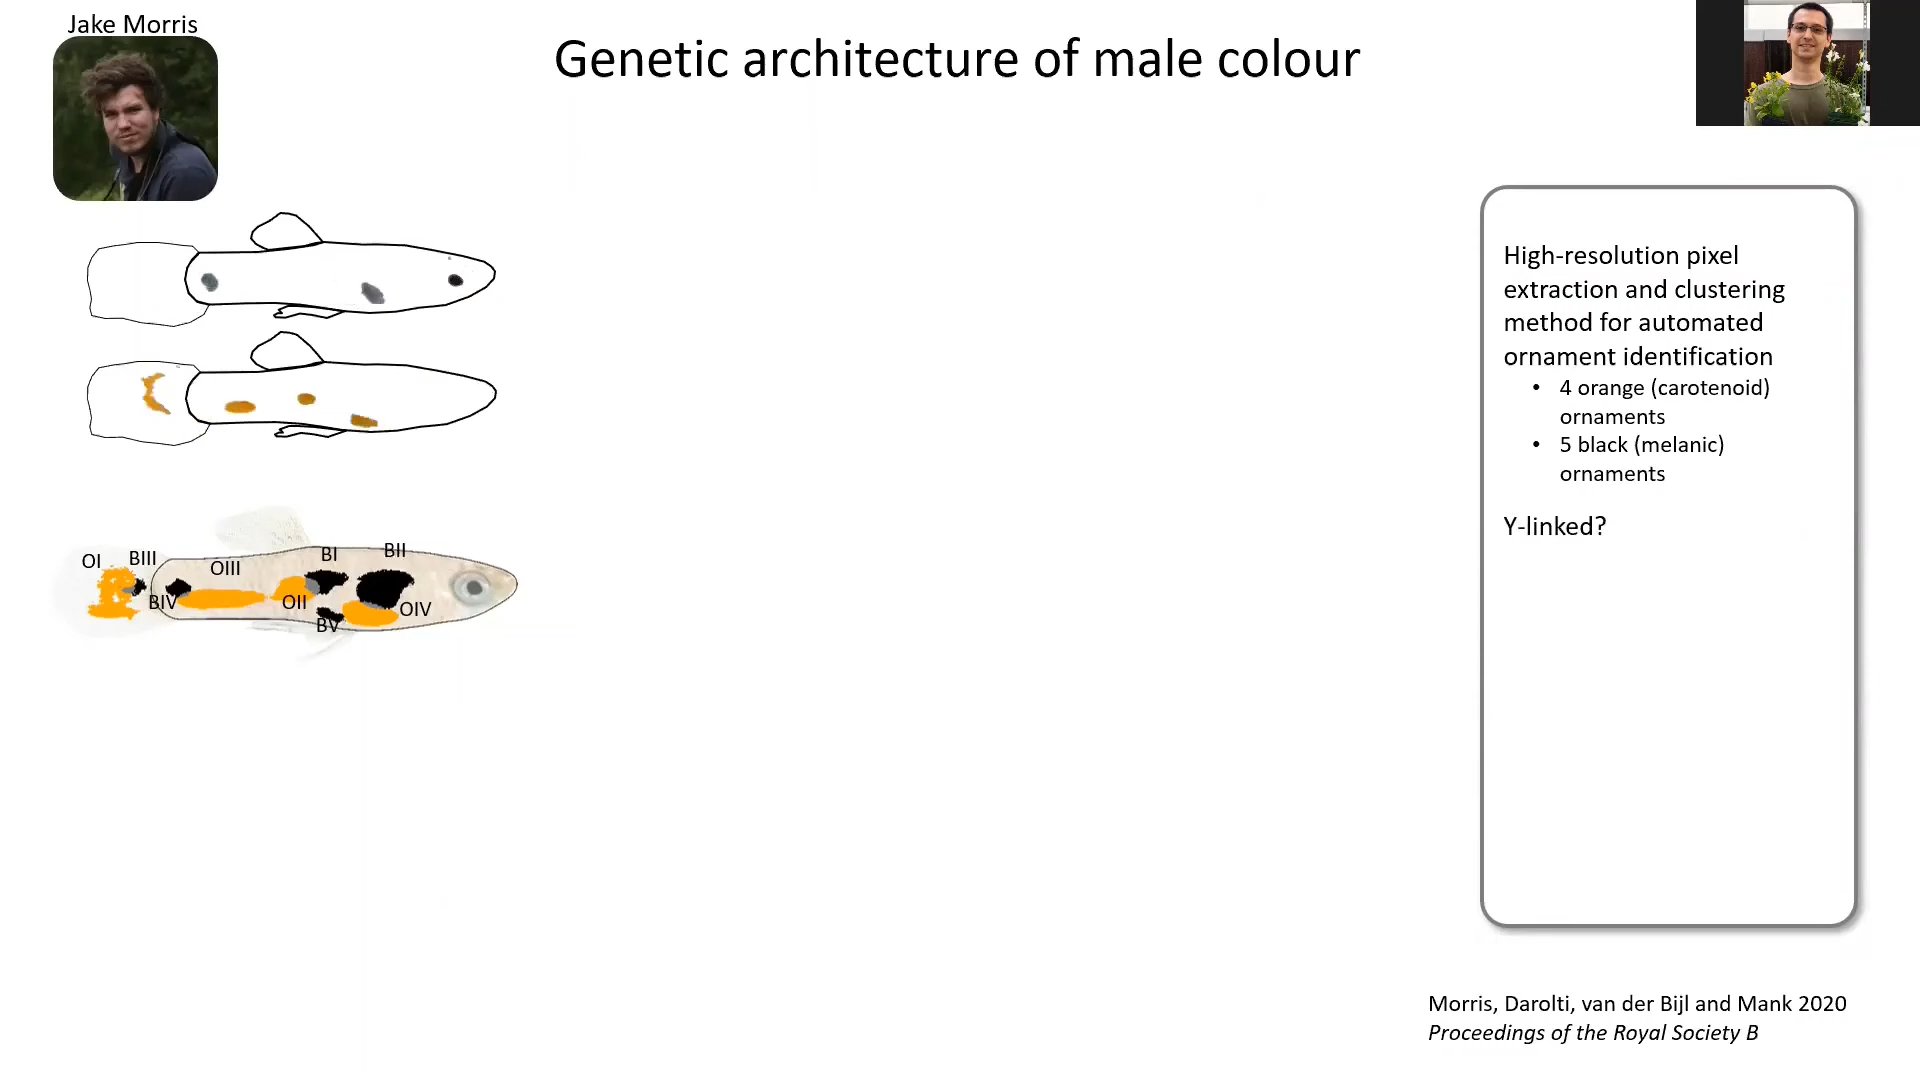 Jake Morris
Genetic architecture of male colour
High-resolution pixel
extraction and clustering
method for automated
ornament identification
• 4 orange (carotenoid)
ornaments
• 5 black (melanic)
ornaments
Y-linked?
OI
BIII
OIII
BI
BII
BIV
OII
BV
OIV
Morris, Darolti, van der Bijl and Mank 2020
Proceedings of the Royal Society B